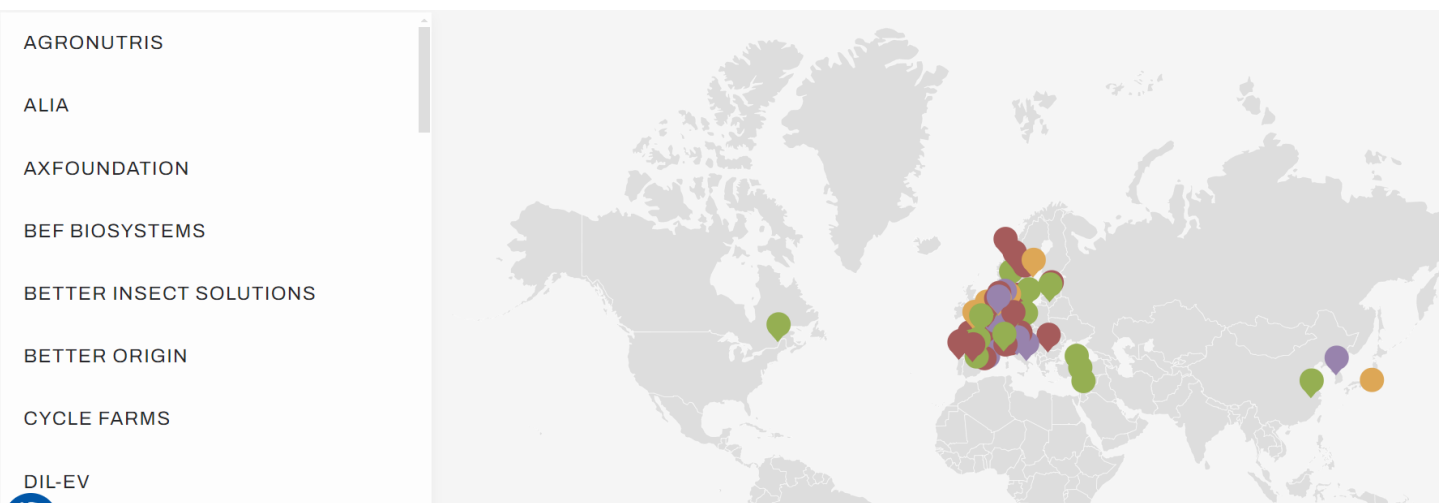 AGRONUTRIS
ALIA
AXFOUNDATION
BEF BIOSYSTEMS
BETTER INSECT SOLUTIONS
BETTER ORIGIN
CYCLE FARMS
DIL-EV